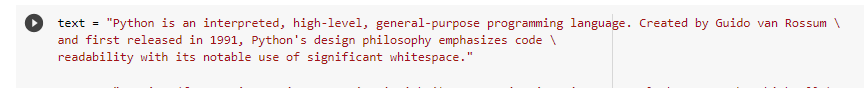 text = "Python is an interpreted, high-level, general-purpose programming language. Created by Guido van Rossum \
and first released in 1991, Python's design philosophy emphasizes code \
readability with its notable use of significant whitespace."